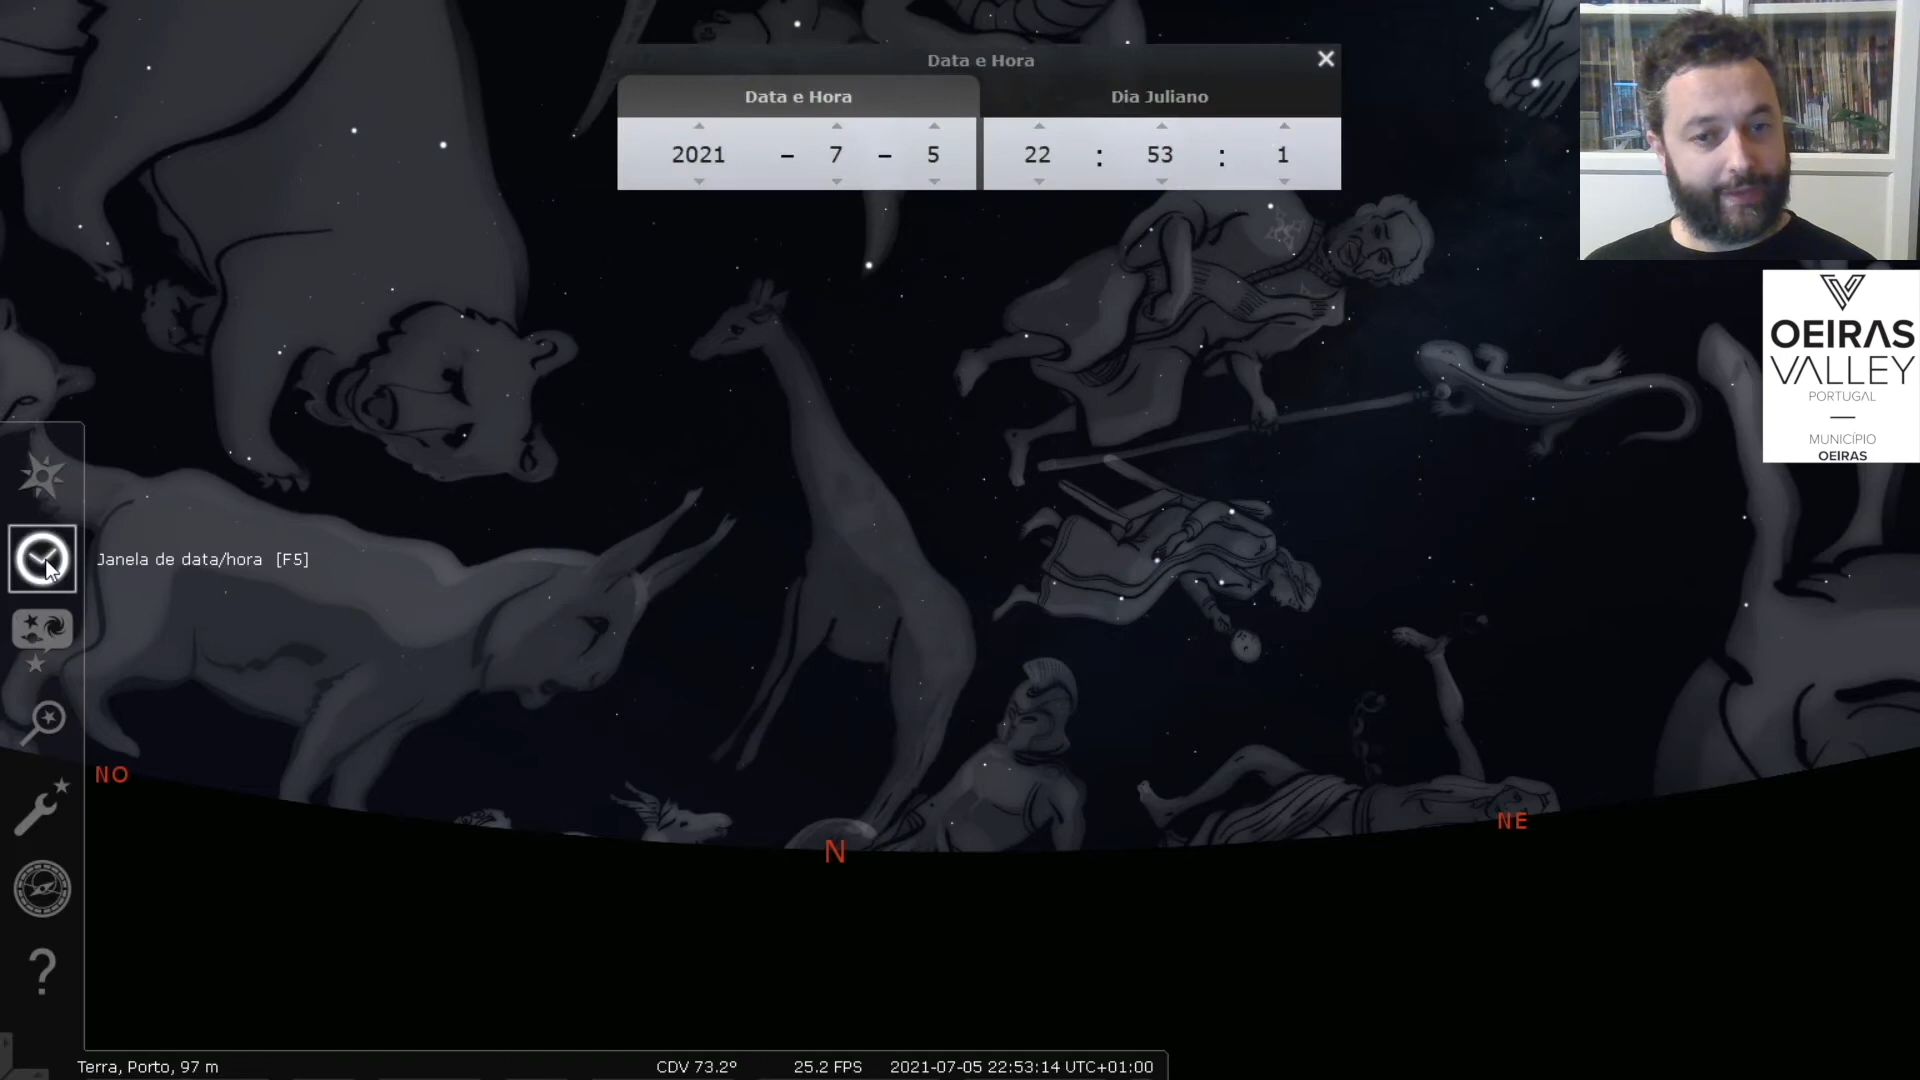 Data e Hora
Data e Hora
Dia Juliano
2021 - 7 - 5
22 : 53 : 1
OEIRAS
VALLEY
PORTUGAL
MUNICÍPIO
OEIRAS
Janela de data/hora [F5]
NO
NE
N
Terra, Porto, 97 m
CDV 73.2°
25.2 FPS
2021-07-05 22:53:14 UTC+01:00